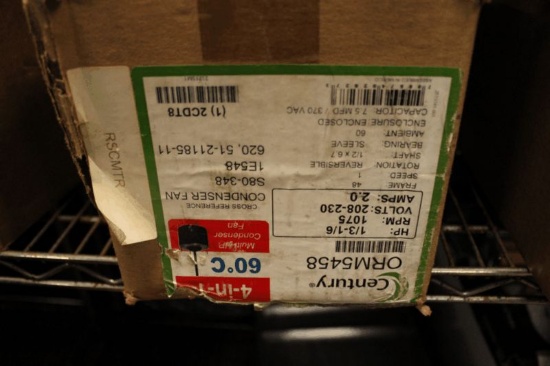 Century®
ORM5458
4-in-1
60°C
Multi-HP
Condenser
Fan
HP: 1/3-1/6
RPM: 1075
VOLTS: 208-230
AMPS: 2.0
FRAME 48
SPEED 1
ROTATION REVERSIBLE
SHAFT: 1/2 x 6.7
BEARING SLEEVE
AMBIENT: 60
ENCLOSURE ENCLOSED
CAPACITOR: 7.5 MFD / 370 VAC
CROSS REFERENCE
CONDENSER FAN
S80-348
1E548
620, 51-21185-11
(1) 2CDT8
RSCMTR